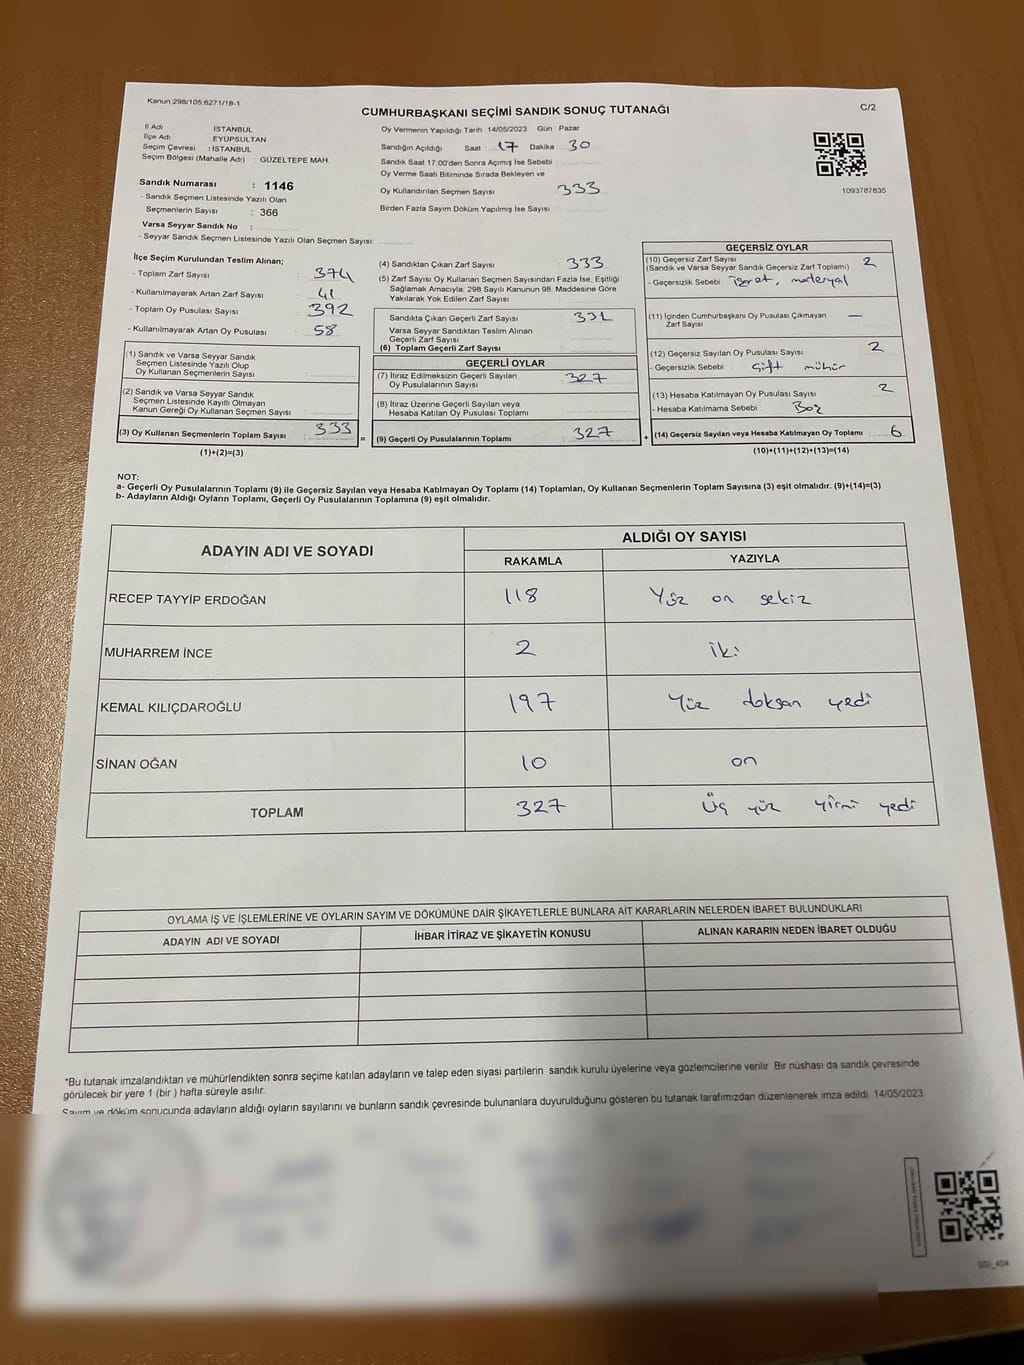 Kanun:298/105,6271/18-1
CUMHURBAŞKANI SEÇİMİ SANDIK SONUÇ TUTANAĞI
C/2
İl Adı : İSTANBUL
İlçe Adı : EYÜPSULTAN
Seçim Çevresi : İSTANBUL
Seçim Bölgesi (Mahalle Adı) : GÜZELTEPE MAH.
Sandık Numarası : 1146
- Sandık Seçmen Listesinde Yazılı Olan
Seçmenlerin Sayısı : 366
Varsa Seyyar Sandık No :
- Seyyar Sandık Seçmen Listesinde Yazılı Olan Seçmen Sayısı:
Oy Vermenin Yapıldığı Tarih 14/05/2023 Gün : Pazar
Sandığın Açıldığı Saat 17 Dakika 30
Sandık Saat 17:00'den Sonra Açımış İse Sebebi :
Oy Verme Saati Bitiminde Sırada Bekleyen ve
Oy Kullandırılan Seçmen Sayısı 333
Birden Fazla Sayım Döküm Yapılmış İse Sayısı :
1093787835
İlçe Seçim Kurulundan Teslim Alınan;
- Toplam Zarf Sayısı : 374
- Kullanılmayarak Artan Zarf Sayısı : 41
- Toplam Oy Pusulası Sayısı : 392
- Kullanılmayarak Artan Oy Pusulası : 58
(1) Sandık ve Varsa Seyyar Sandık
Seçmen Listesinde Yazılı Olup
Oy Kullanan Seçmenlerin Sayısı :
(2) Sandık ve Varsa Seyyar Sandık
Seçmen Listesinde Kayıtlı Olmayan
Kanun Gereği Oy Kullanan Seçmen Sayısı :
(3) Oy Kullanan Seçmenlerin Toplam Sayısı : 333
(1)+(2)=(3)
(4) Sandıktan Çıkan Zarf Sayısı : 333
(5) Zarf Sayısı Oy Kullanan Seçmen Sayısından Fazla İse, Eşitliği
Sağlamak Amacıyla; 298 Sayılı Kanunun 98. Maddesine Göre
Yakılarak Yok Edilen Zarf Sayısı :
Sandıkta Çıkan Geçerli Zarf Sayısı : 331
Varsa Seyyar Sandıktan Teslim Alınan
Geçerli Zarf Sayısı :
(6) Toplam Geçerli Zarf Sayısı :
GEÇERLİ OYLAR
(7) İtiraz Edilmeksizin Geçerli Sayılan
Oy Pusulalarının Sayısı : 327
(8) İtiraz Üzerine Geçerli Sayılan veya
Hesaba Katılan Oy Pusulası Toplamı :
= (9) Geçerli Oy Pusulalarının Toplamı : 327
GEÇERSİZ OYLAR
(10) Geçersiz Zarf Sayısı
(Sandık ve Varsa Seyyar Sandık Geçersiz Zarf Toplamı) : 2
- Geçersizlik Sebebi : işaret, materyal
(11) İçinden Cumhurbaşkanı Oy Pusulası Çıkmayan
Zarf Sayısı : —
(12) Geçersiz Sayılan Oy Pusulası Sayısı : 2
- Geçersizlik Sebebi : Çift mühür
(13) Hesaba Katılmayan Oy Pusulası Sayısı : 2
- Hesaba Katılmama Sebebi : Boş
+ (14) Geçersiz Sayılan veya Hesaba Katılmayan Oy Toplamı : 6
(10)+(11)+(12)+(13)=(14)
NOT:
a- Geçerli Oy Pusulalarının Toplamı (9) ile Geçersiz Sayılan veya Hesaba Katılmayan Oy Toplamı (14) Toplamları, Oy Kullanan Seçmenlerin Toplam Sayısına (3) eşit olmalıdır. (9)+(14)=(3)
b- Adayların Aldığı Oyların Toplamı, Geçerli Oy Pusulalarının Toplamına (9) eşit olmalıdır.
ADAYIN ADI VE SOYADI
ALDIĞI OY SAYISI
RAKAMLA YAZIYLA
RECEP TAYYİP ERDOĞAN 118 Yüz on sekiz
MUHARREM İNCE 2 iki
KEMAL KILIÇDAROĞLU 197 Yüz doksan yedi
SİNAN OĞAN 10 on
TOPLAM 327 Üç yüz yirmi yedi
OYLAMA İŞ VE İŞLEMLERİNE VE OYLARIN SAYIM VE DÖKÜMÜNE DAİR ŞİKAYETLERLE BUNLARA AİT KARARLARIN NELERDEN İBARET BULUNDUKLARI
ADAYIN ADI VE SOYADI İHBAR İTİRAZ VE ŞİKAYETİN KONUSU ALINAN KARARIN NEDEN İBARET OLDUĞU
*Bu tutanak imzalandıktan ve mühürlendikten sonra seçime katılan adayların ve talep eden siyasi partilerin sandık kurulu üyelerine veya gözlemcilerine verilir. Bir nüshası da sandık çevresinde
görülecek bir yere 1 (bir ) hafta süreyle asılır.
Sayım ve döküm sonucunda adayların aldığı oyların sayılarını ve bunların sandık çevresinde bulunanlara duyurulduğunu gösteren bu tutanak tarafımızdan düzenlenerek imza edildi. 14/05/2023